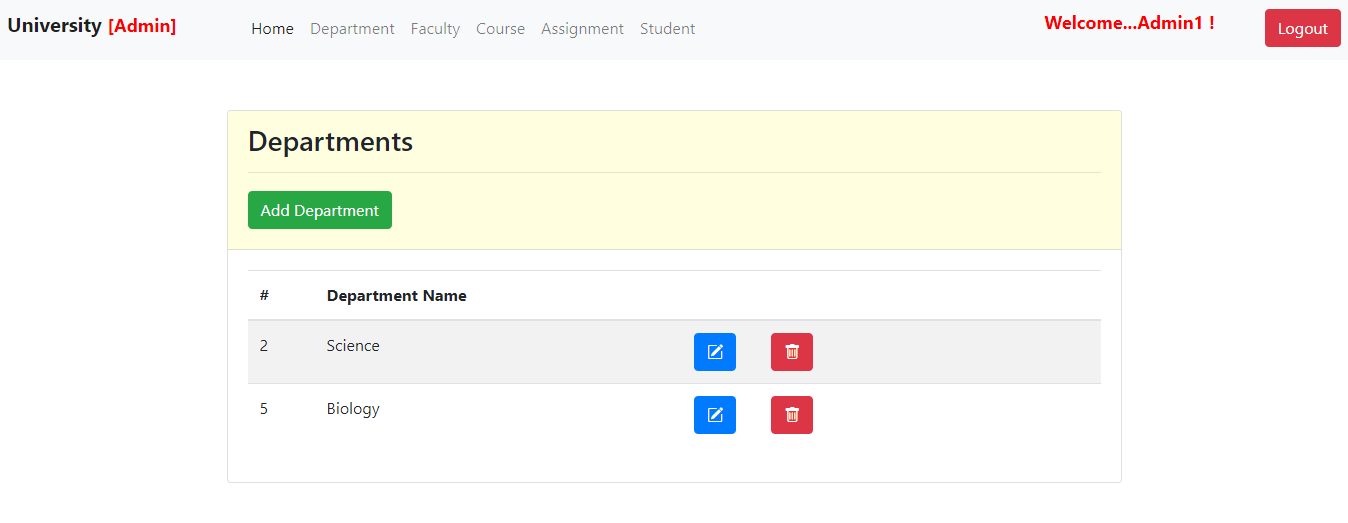 University [Admin] Home Department Faculty Course Assignment Student Welcome...Admin1 ! Logout
Departments
Add Department
# Department Name
2 Science
5 Biology